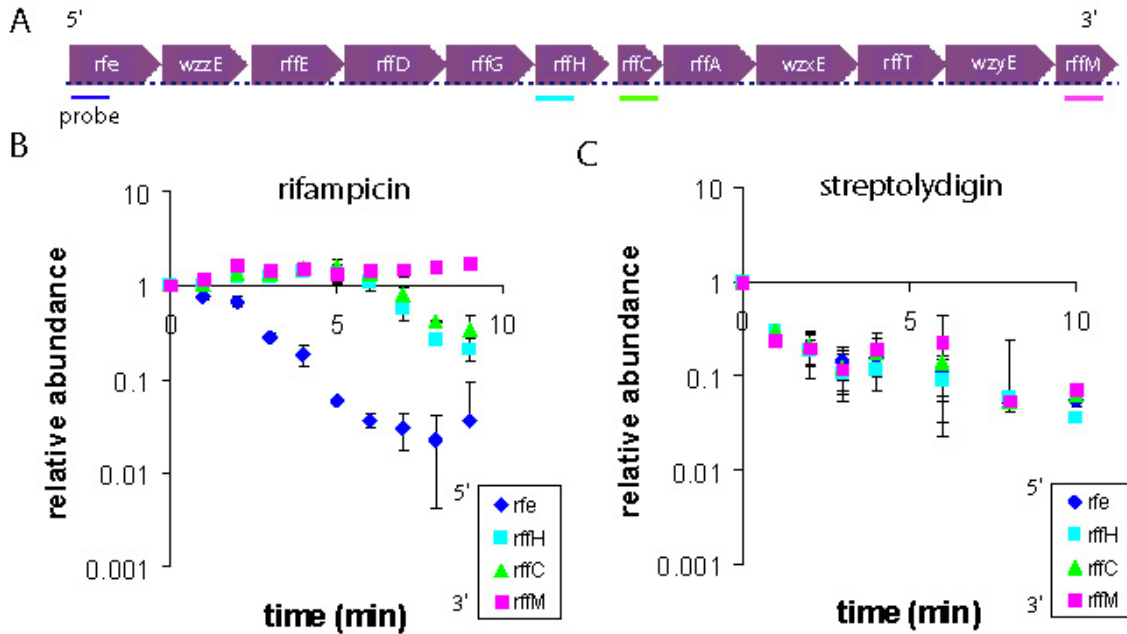 A
5'
3'
rfe wzzE rffE rffD rffG rffH rffC rffA wzxE rffT wzyE rffM
probe
B
rifampicin
relative abundance
10
1
0.1
0.01
0.001
0 5 10
time (min)
5'
rfe
rffH
rffC
rffM
3'
C
streptolydigin
relative abundance
10
1
0.1
0.01
0.001
0 5 10
time (min)
5'
rfe
rffH
rffC
rffM
3'